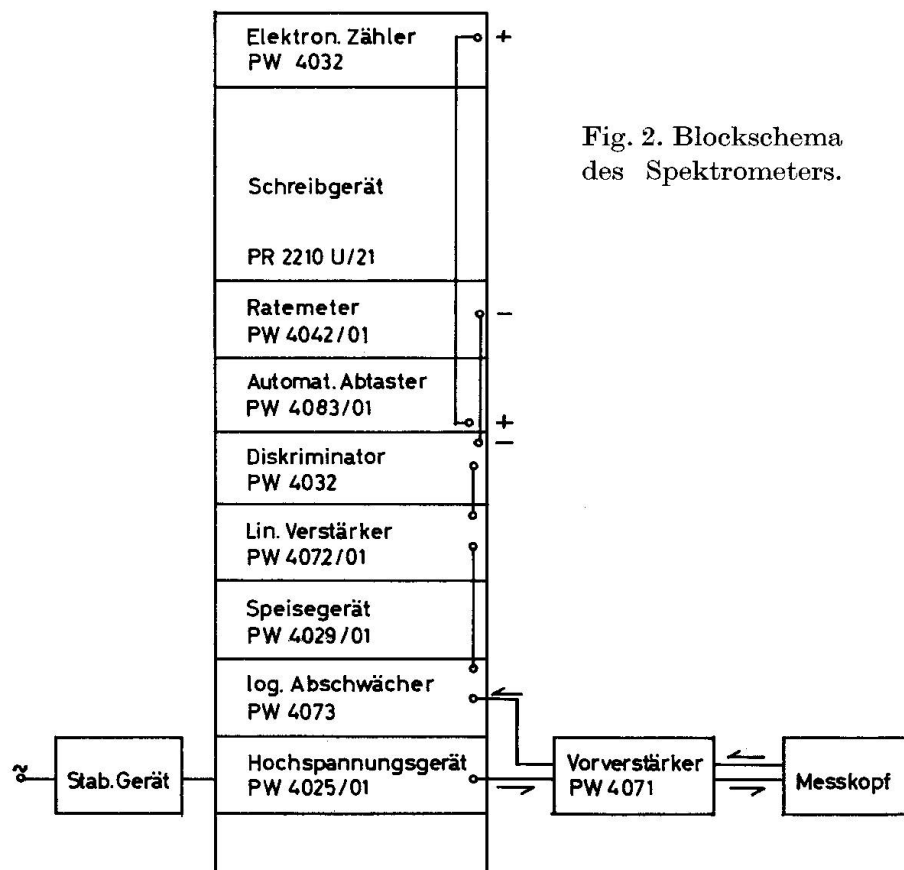 Elektron. Zähler
PW 4032
+
Fig. 2. Blockschema
des Spektrometers.
Schreibgerät
PR 2210 U/21
Ratemeter
PW 4042/01
−
Automat. Abtaster
PW 4083/01
+
−
Diskriminator
PW 4032
Lin. Verstärker
PW 4072/01
Speisegerät
PW 4029/01
log. Abschwächer
PW 4073
≈
Stab. Gerät
Hochspannungsgerät
PW 4025/01
Vorverstärker
PW 4071
Messkopf